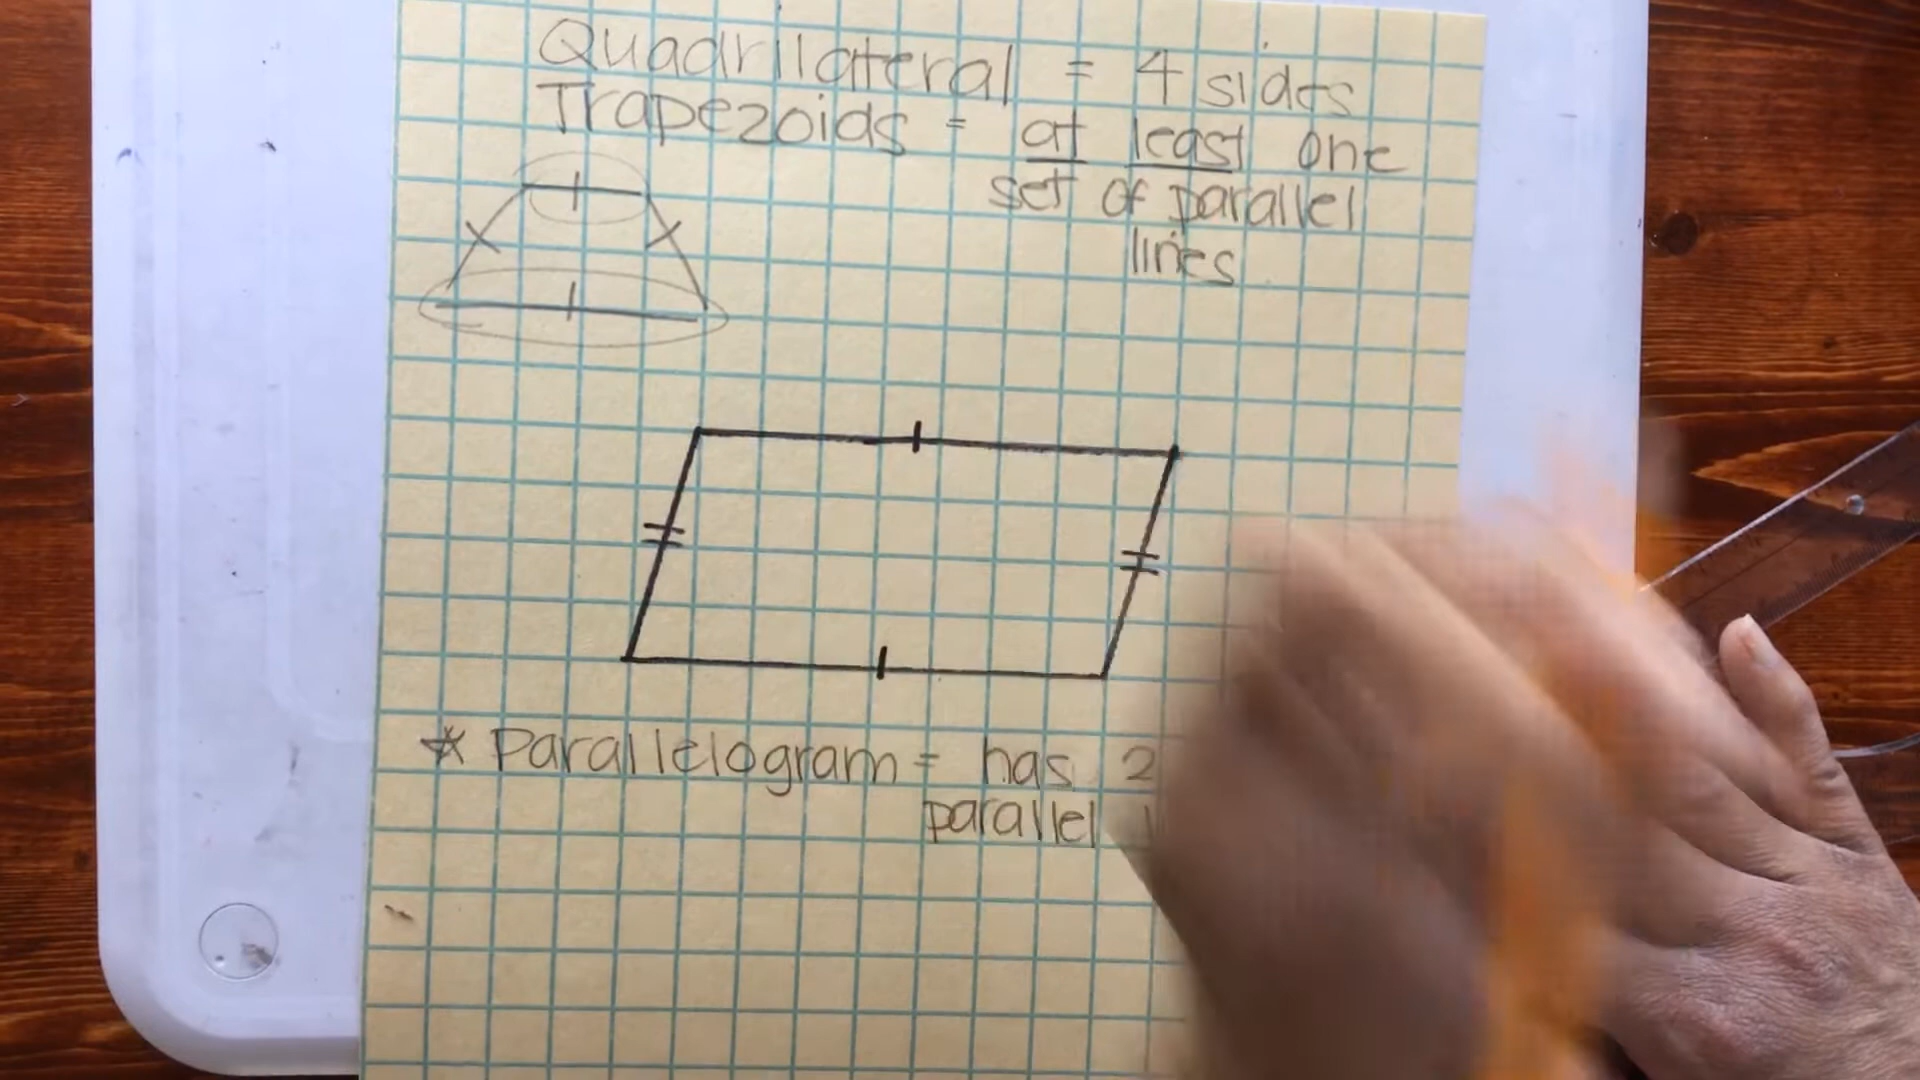 Quadrilateral = 4 sides
Trapezoids = at least one
set of parallel
lines
* Parallelogram = has 2
parallel